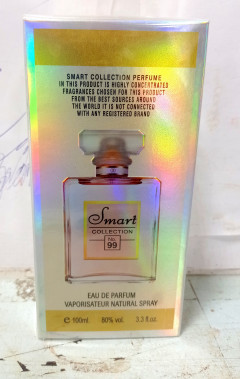 SMART COLLECTION PERFUME
IN THIS PRODUCT IS HIGHLY CONCTRTRATED
FRAGRANCES CHOSEN FOR THIS PRODUCT
FROM THE BEST SOURCES AROUND
THE WORLD IT IS NOT CONNECTED
WITH ANY REGISTERED BRAND
Smart
COLLECTION
No.
99
EAU DE PARFUM
VAPORISATEUR NATURAL SPRAY
℮ 100ml. 80% vol. 3.3 fl.oz.